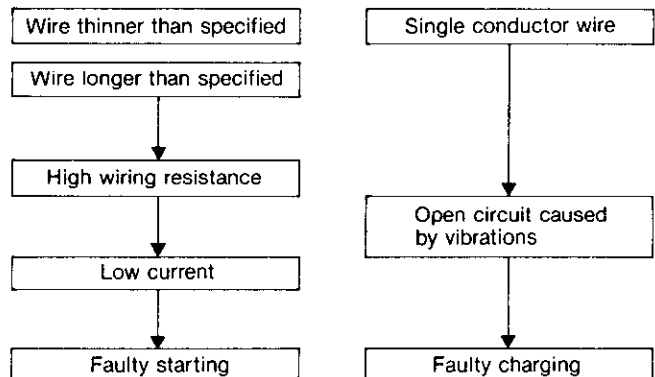 Wire thinner than specified
Wire longer than specified
High wiring resistance
Low current
Faulty starting
Single conductor wire
Open circuit caused
by vibrations
Faulty charging